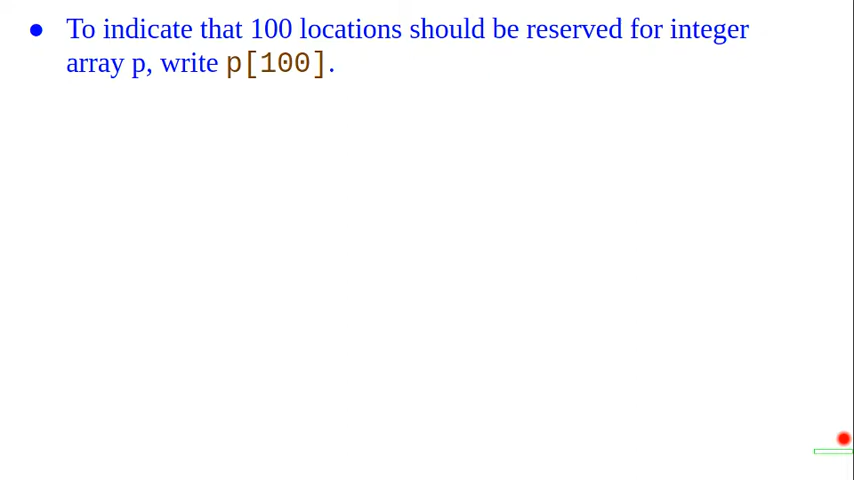 ● To indicate that 100 locations should be reserved for integer
array p, write p[100].